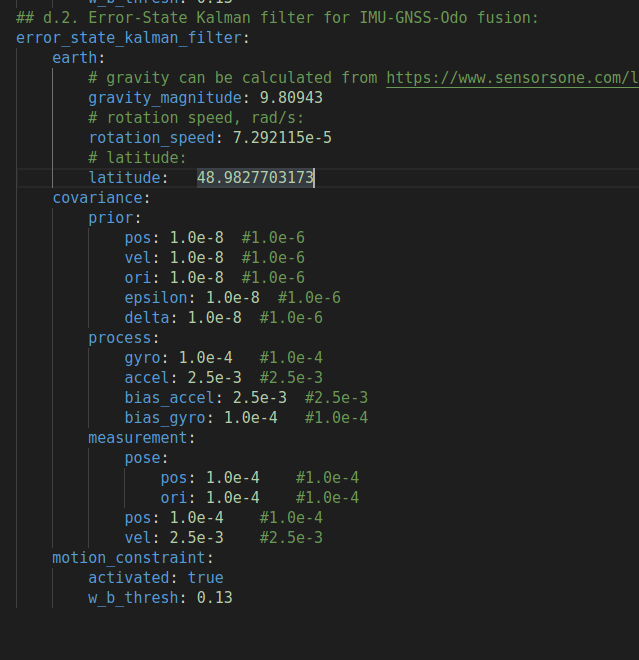 w_b_thresh: 0.13
## d.2. Error-State Kalman filter for IMU-GNSS-Odo fusion:
error_state_kalman_filter:
    earth:
        # gravity can be calculated from https://www.sensorsone.com/l
        gravity_magnitude: 9.80943
        # rotation speed, rad/s:
        rotation_speed: 7.292115e-5
        # latitude:
        latitude:   48.9827703173
    covariance:
        prior:
            pos: 1.0e-8  #1.0e-6
            vel: 1.0e-8  #1.0e-6
            ori: 1.0e-8  #1.0e-6
            epsilon: 1.0e-8  #1.0e-6
            delta: 1.0e-8  #1.0e-6
        process:
            gyro: 1.0e-4   #1.0e-4
            accel: 2.5e-3  #2.5e-3
            bias_accel: 2.5e-3  #2.5e-3
            bias_gyro: 1.0e-4   #1.0e-4
        measurement:
            pose:
                pos: 1.0e-4    #1.0e-4
                ori: 1.0e-4    #1.0e-4
            pos: 1.0e-4    #1.0e-4
            vel: 2.5e-3    #2.5e-3
    motion_constraint:
        activated: true
        w_b_thresh: 0.13